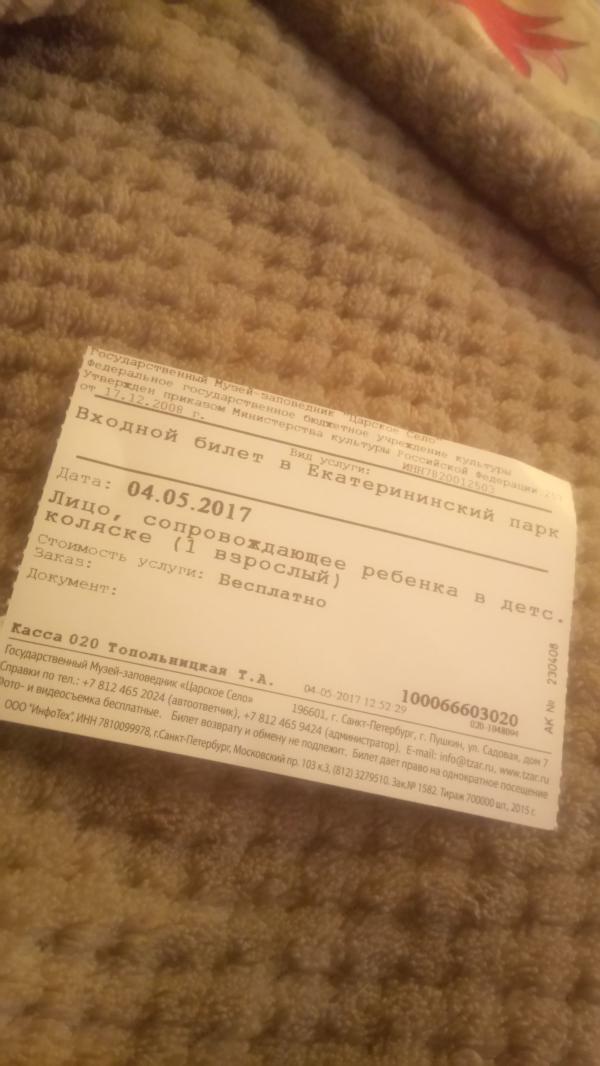 Государственный Музей-заповедник "Царское Село"
Федеральное государственное бюджетное учреждение культуры
Утвержден приказом Министерства культуры Российской Федерации
от 17.12.2008 г.
ИНН7820012503
Вид услуги:
Входной билет в Екатерининский парк
Дата: 04.05.2017
Лицо, сопровождающее ребенка в детс.
коляске (1 взрослый)
Стоимость услуги: Бесплатно
Заказ:
Документ:
Касса 020 Топольницкая Т.А.
04-05-2017 12:52:29
100066603020
АК № 230408
Государственный Музей-заповедник «Царское Село» 196601, г. Санкт-Петербург, г. Пушкин, ул. Садовая, дом 7
Справки по тел.: +7 812 465 2024 (автоответчик), +7 812 465 9424 (администратор). E-mail: info@tzar.ru, www.tzar.ru
Фото- и видеосъемка бесплатные. Билет возврату и обмену не подлежит. Билет дает право на однократное посещение
ООО "ИнфоТех", ИНН 7810099978, г.Санкт-Петербург, Московский пр. 103 к.3, (812) 3279510. Зак.№ 1582. Тираж 700000 шт., 2015 г.